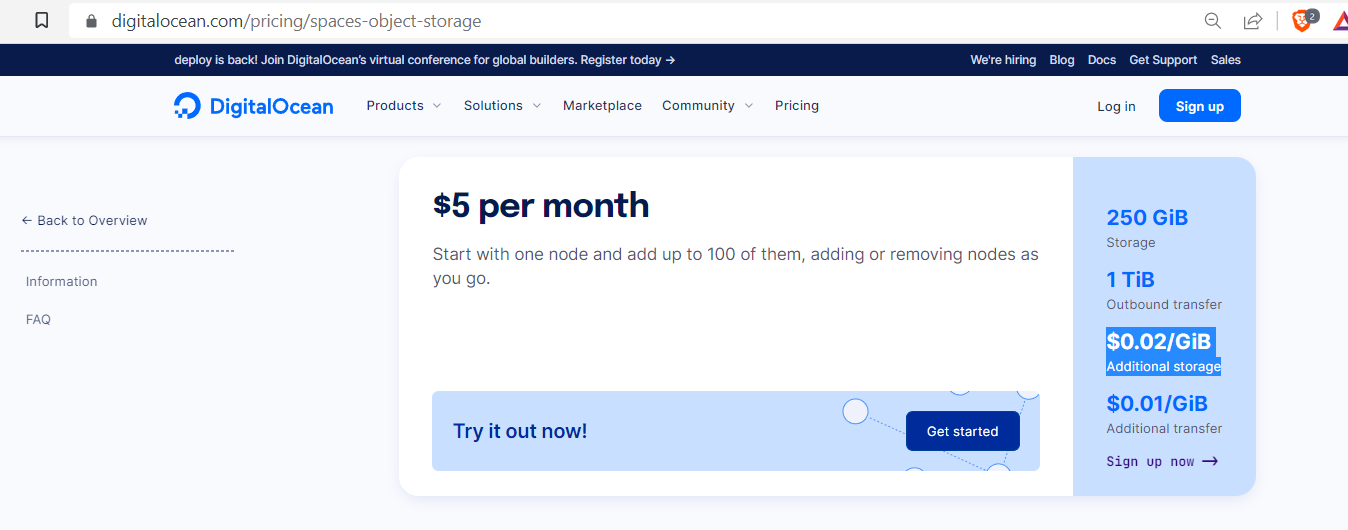 digitalocean.com/pricing/spaces-object-storage
2
deploy is back! Join DigitalOcean’s virtual conference for global builders. Register today →
We're hiring Blog Docs Get Support Sales
DigitalOcean Products Solutions Marketplace Community Pricing Log in Sign up
← Back to Overview
Information
FAQ
$5 per month
Start with one node and add up to 100 of them, adding or removing nodes as
you go.
Try it out now!
Get started
250 GiB
Storage
1 TiB
Outbound transfer
$0.02/GiB
Additional storage
$0.01/GiB
Additional transfer
Sign up now →